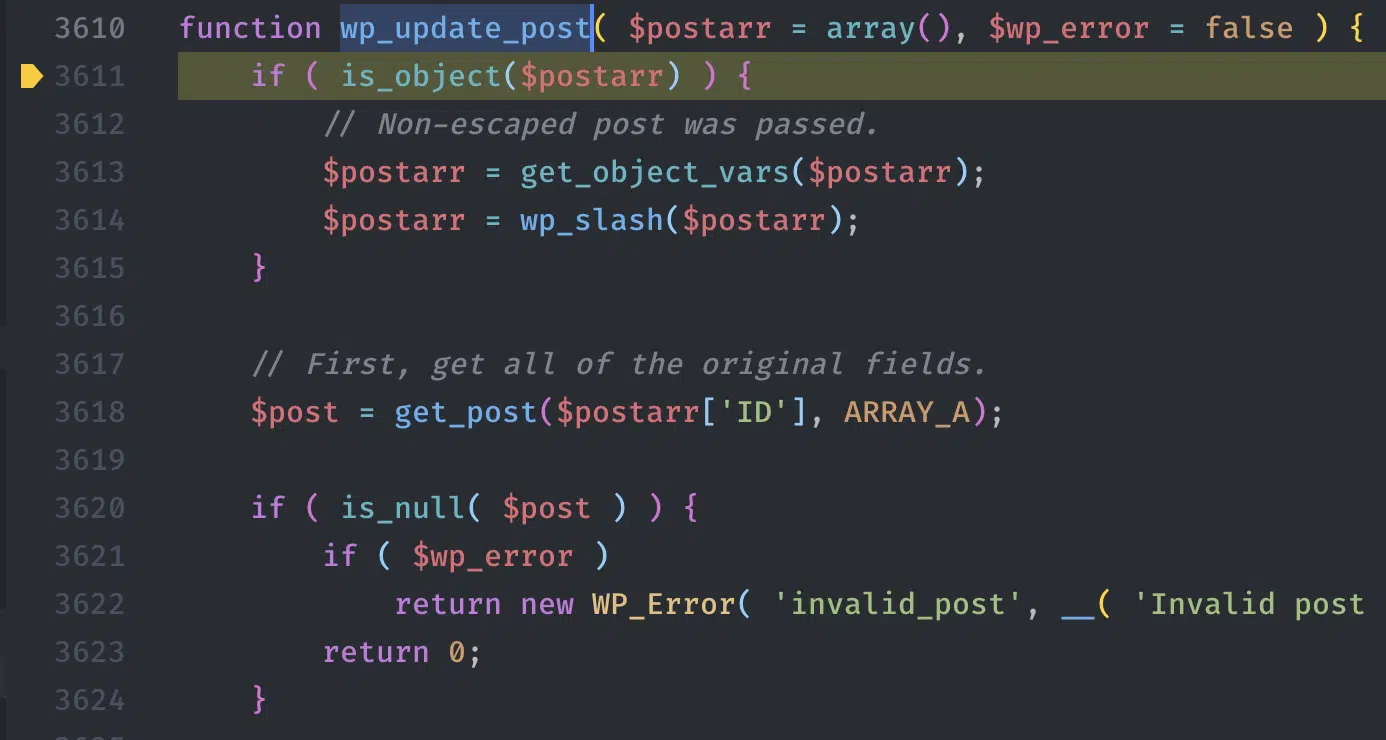 3610 function wp_update_post( $postarr = array(), $wp_error = false ) {
3611     if ( is_object($postarr) ) {
3612         // Non-escaped post was passed.
3613         $postarr = get_object_vars($postarr);
3614         $postarr = wp_slash($postarr);
3615     }
3616
3617     // First, get all of the original fields.
3618     $post = get_post($postarr['ID'], ARRAY_A);
3619
3620     if ( is_null( $post ) ) {
3621         if ( $wp_error )
3622             return new WP_Error( 'invalid_post', __( 'Invalid post
3623         return 0;
3624     }